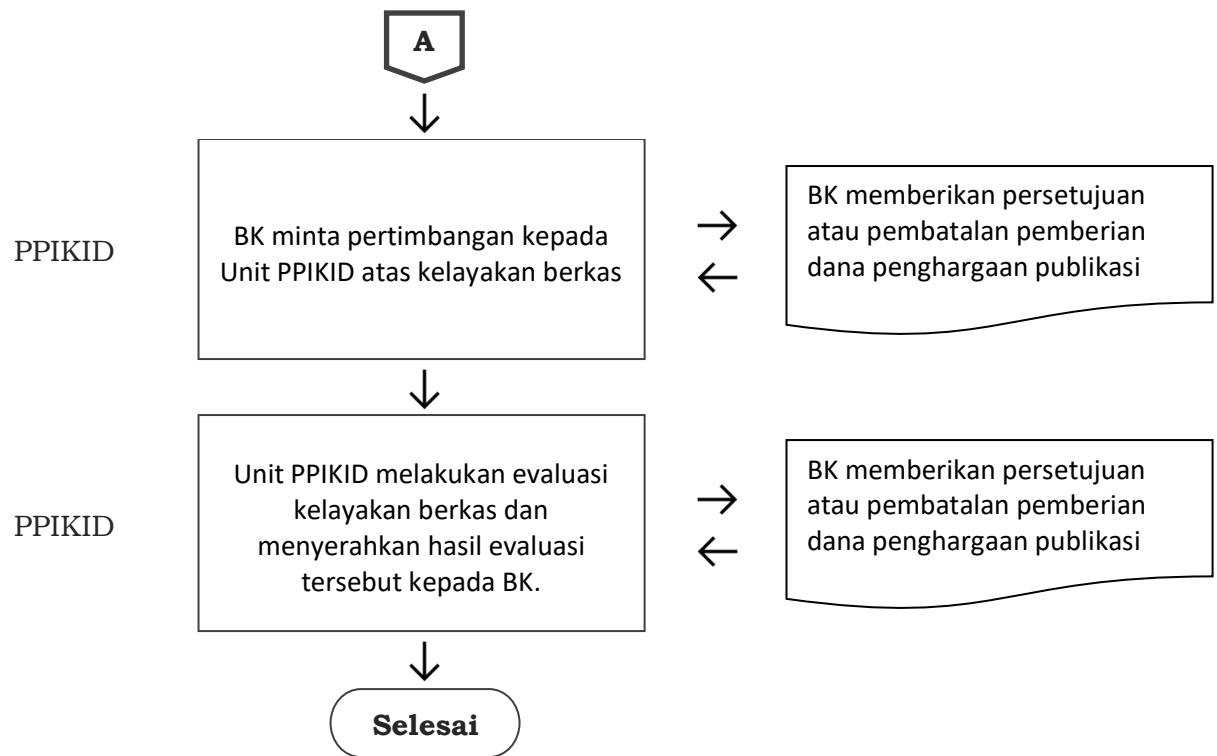 A
PPIKID
BK minta pertimbangan kepada
Unit PPIKID atas kelayakan berkas
BK memberikan persetujuan
atau pembatalan pemberian
dana penghargaan publikasi
PPIKID
Unit PPIKID melakukan evaluasi
kelayakan berkas dan
menyerahkan hasil evaluasi
tersebut kepada BK.
BK memberikan persetujuan
atau pembatalan pemberian
dana penghargaan publikasi
Selesai